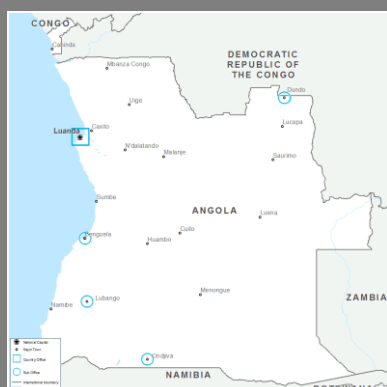 CONGO
Cabinda
DEMOCRATIC
REPUBLIC OF
THE CONGO
Mbanza Congo
Dundo
Uige
Lucapa
Luanda
Caxito
N'dalatando
Malanje
Saurimo
Sumbe
ANGOLA
Luena
Benguela
Cuito
Huambo
Menongue
Lubango
ZAMBIA
Namibe
Ondjiva
National Capital
Major Town
Country Office
Sub Office
International boundary
NAMIBIA
BOTSWANA